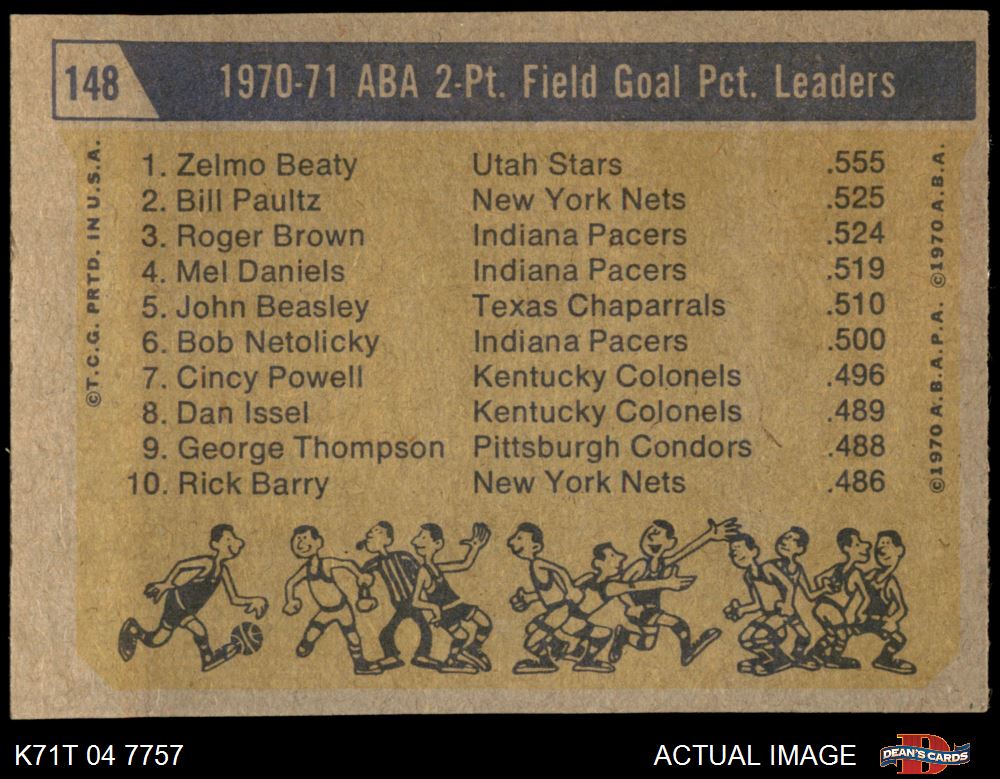 148 1970-71 ABA 2-Pt. Field Goal Pct. Leaders
©T.C.G. PRTD. IN U.S.A.
1. Zelmo Beaty Utah Stars .555
2. Bill Paultz New York Nets .525
3. Roger Brown Indiana Pacers .524
4. Mel Daniels Indiana Pacers .519
5. John Beasley Texas Chaparrals .510
6. Bob Netolicky Indiana Pacers .500
7. Cincy Powell Kentucky Colonels .496
8. Dan Issel Kentucky Colonels .489
9. George Thompson Pittsburgh Condors .488
10. Rick Barry New York Nets .486
©1970 A.B.A.P.A. ©1970 A.B.A.
K71T 04 7757 ACTUAL IMAGE DEAN'S CARDS